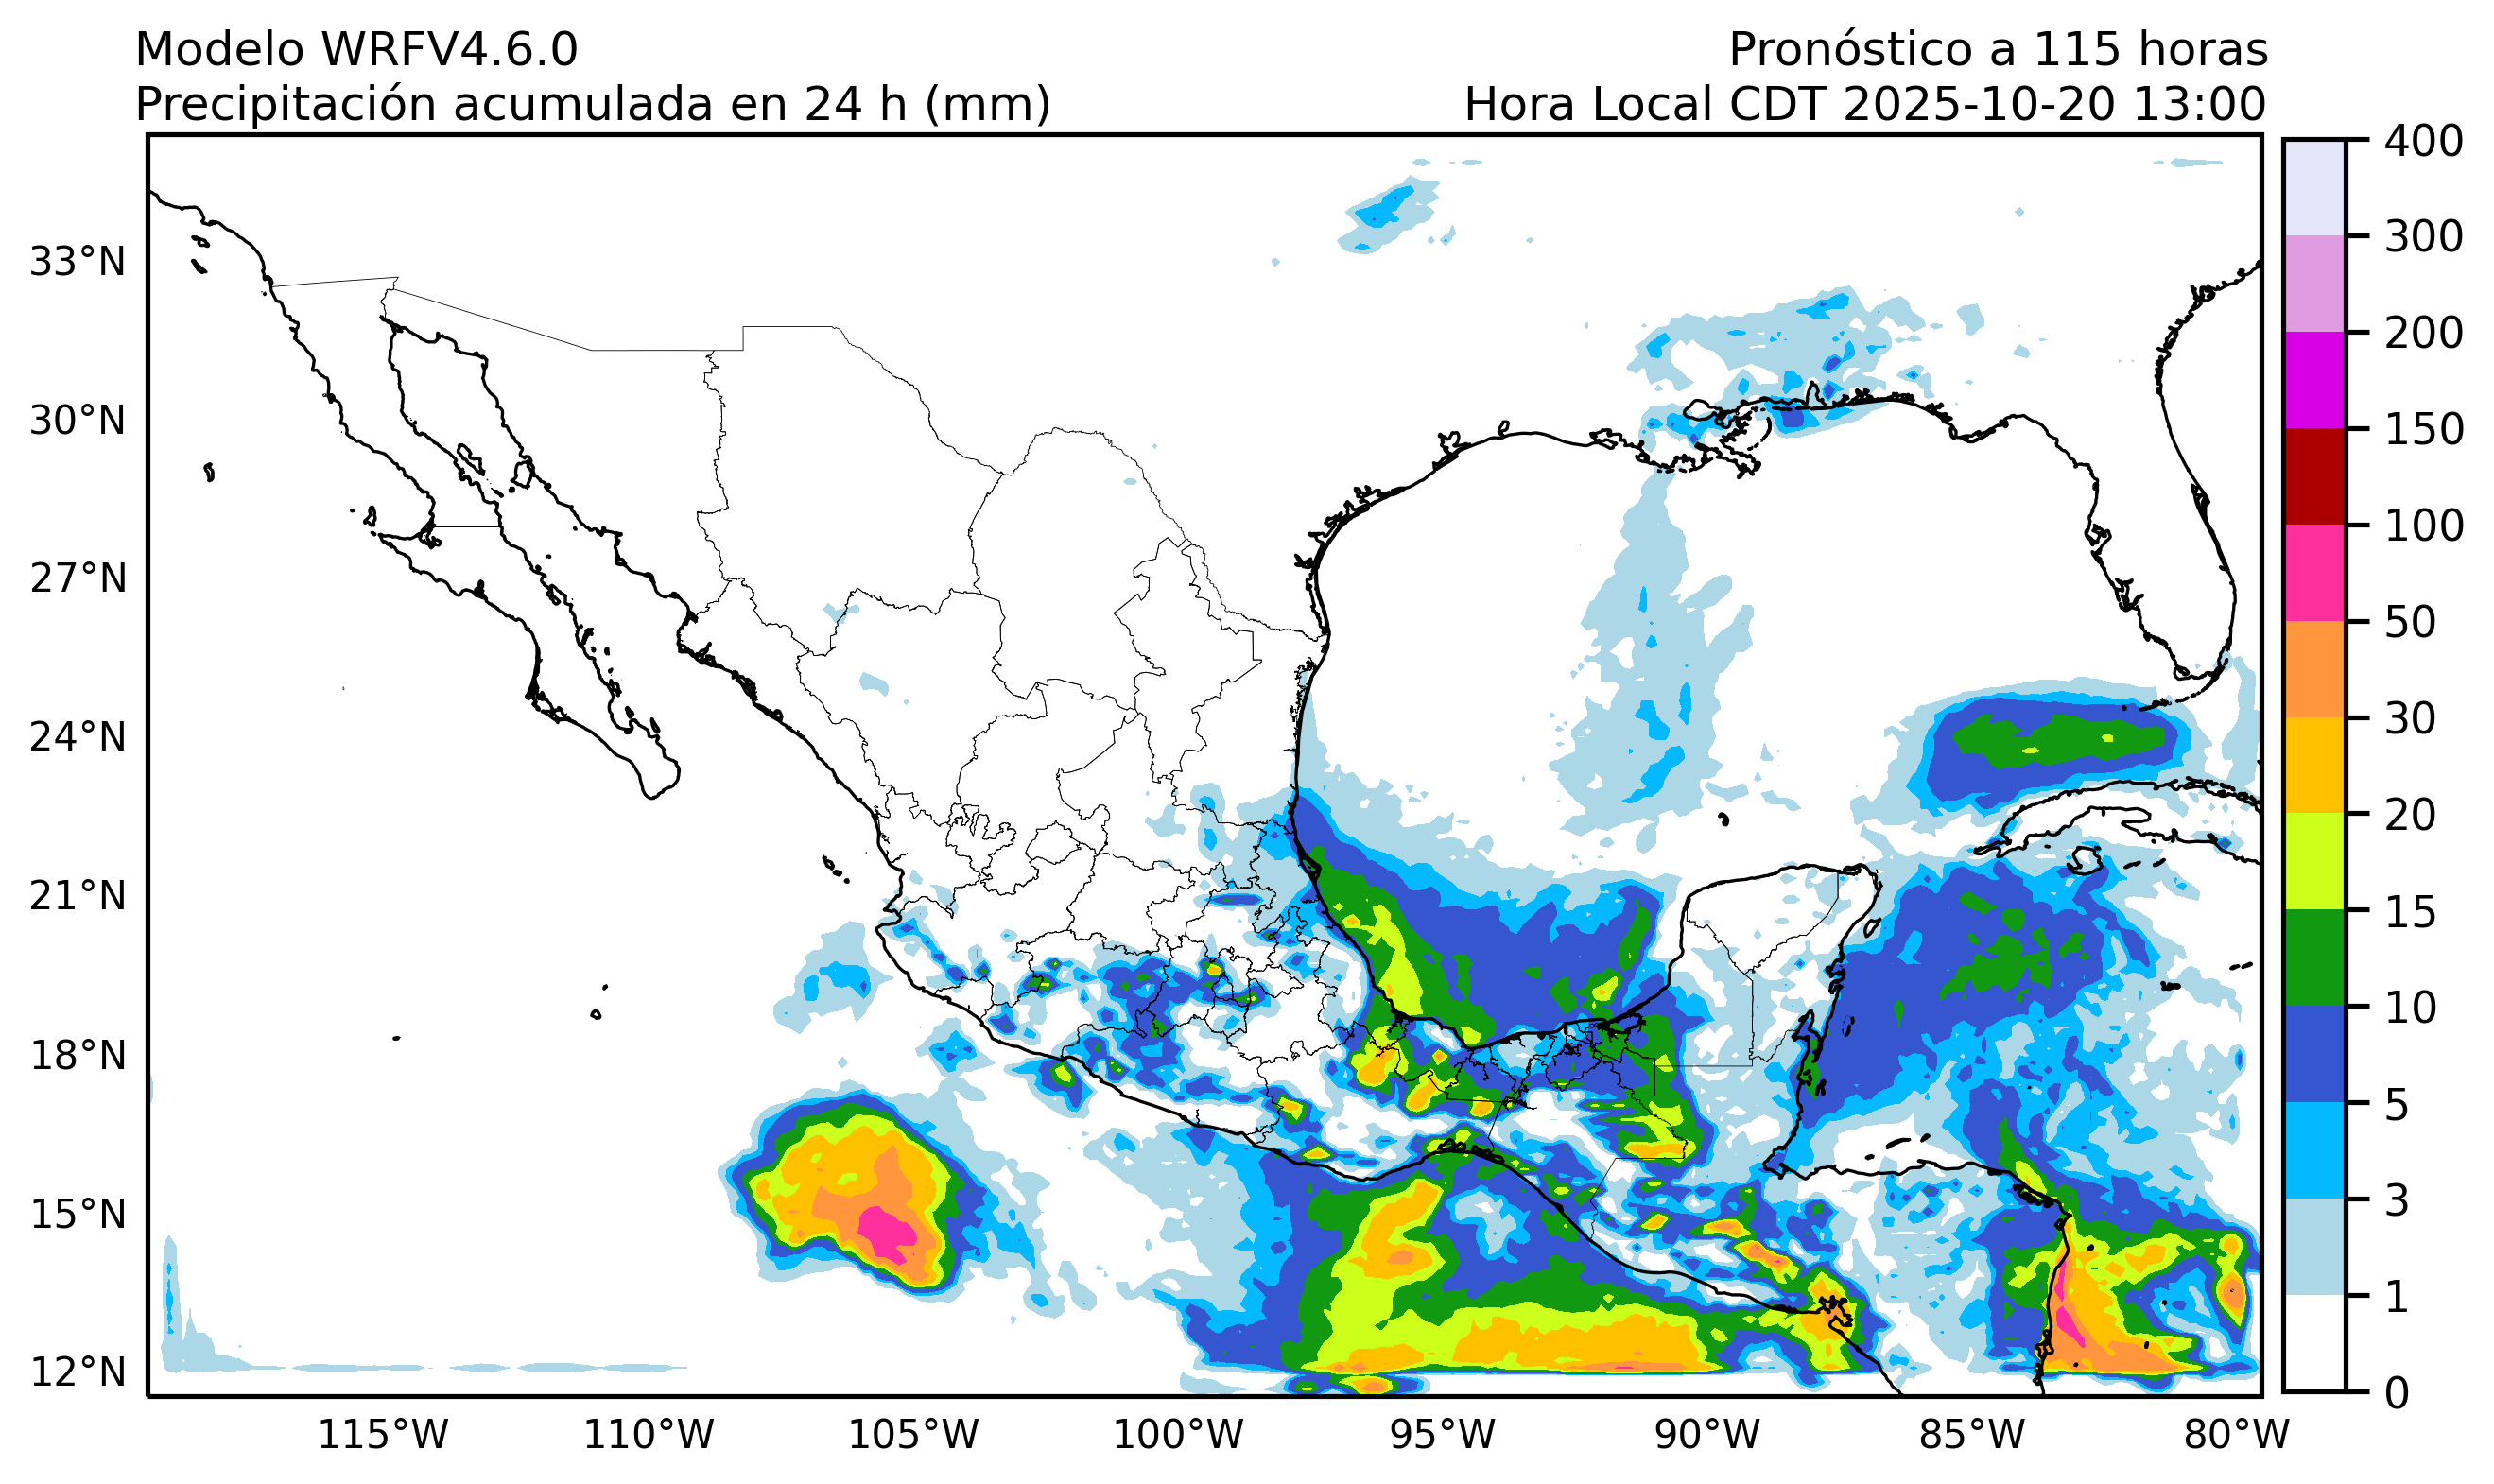 Modelo WRFV4.6.0
Pronóstico a 115 horas
Precipitación acumulada en 24 h (mm)
Hora Local CDT 2025-10-20 13:00
400
300
200
150
100
50
30
20
15
10
5
3
1
0
33°N
30°N
27°N
24°N
21°N
18°N
15°N
12°N
115°W
110°W
105°W
100°W
95°W
90°W
85°W
80°W